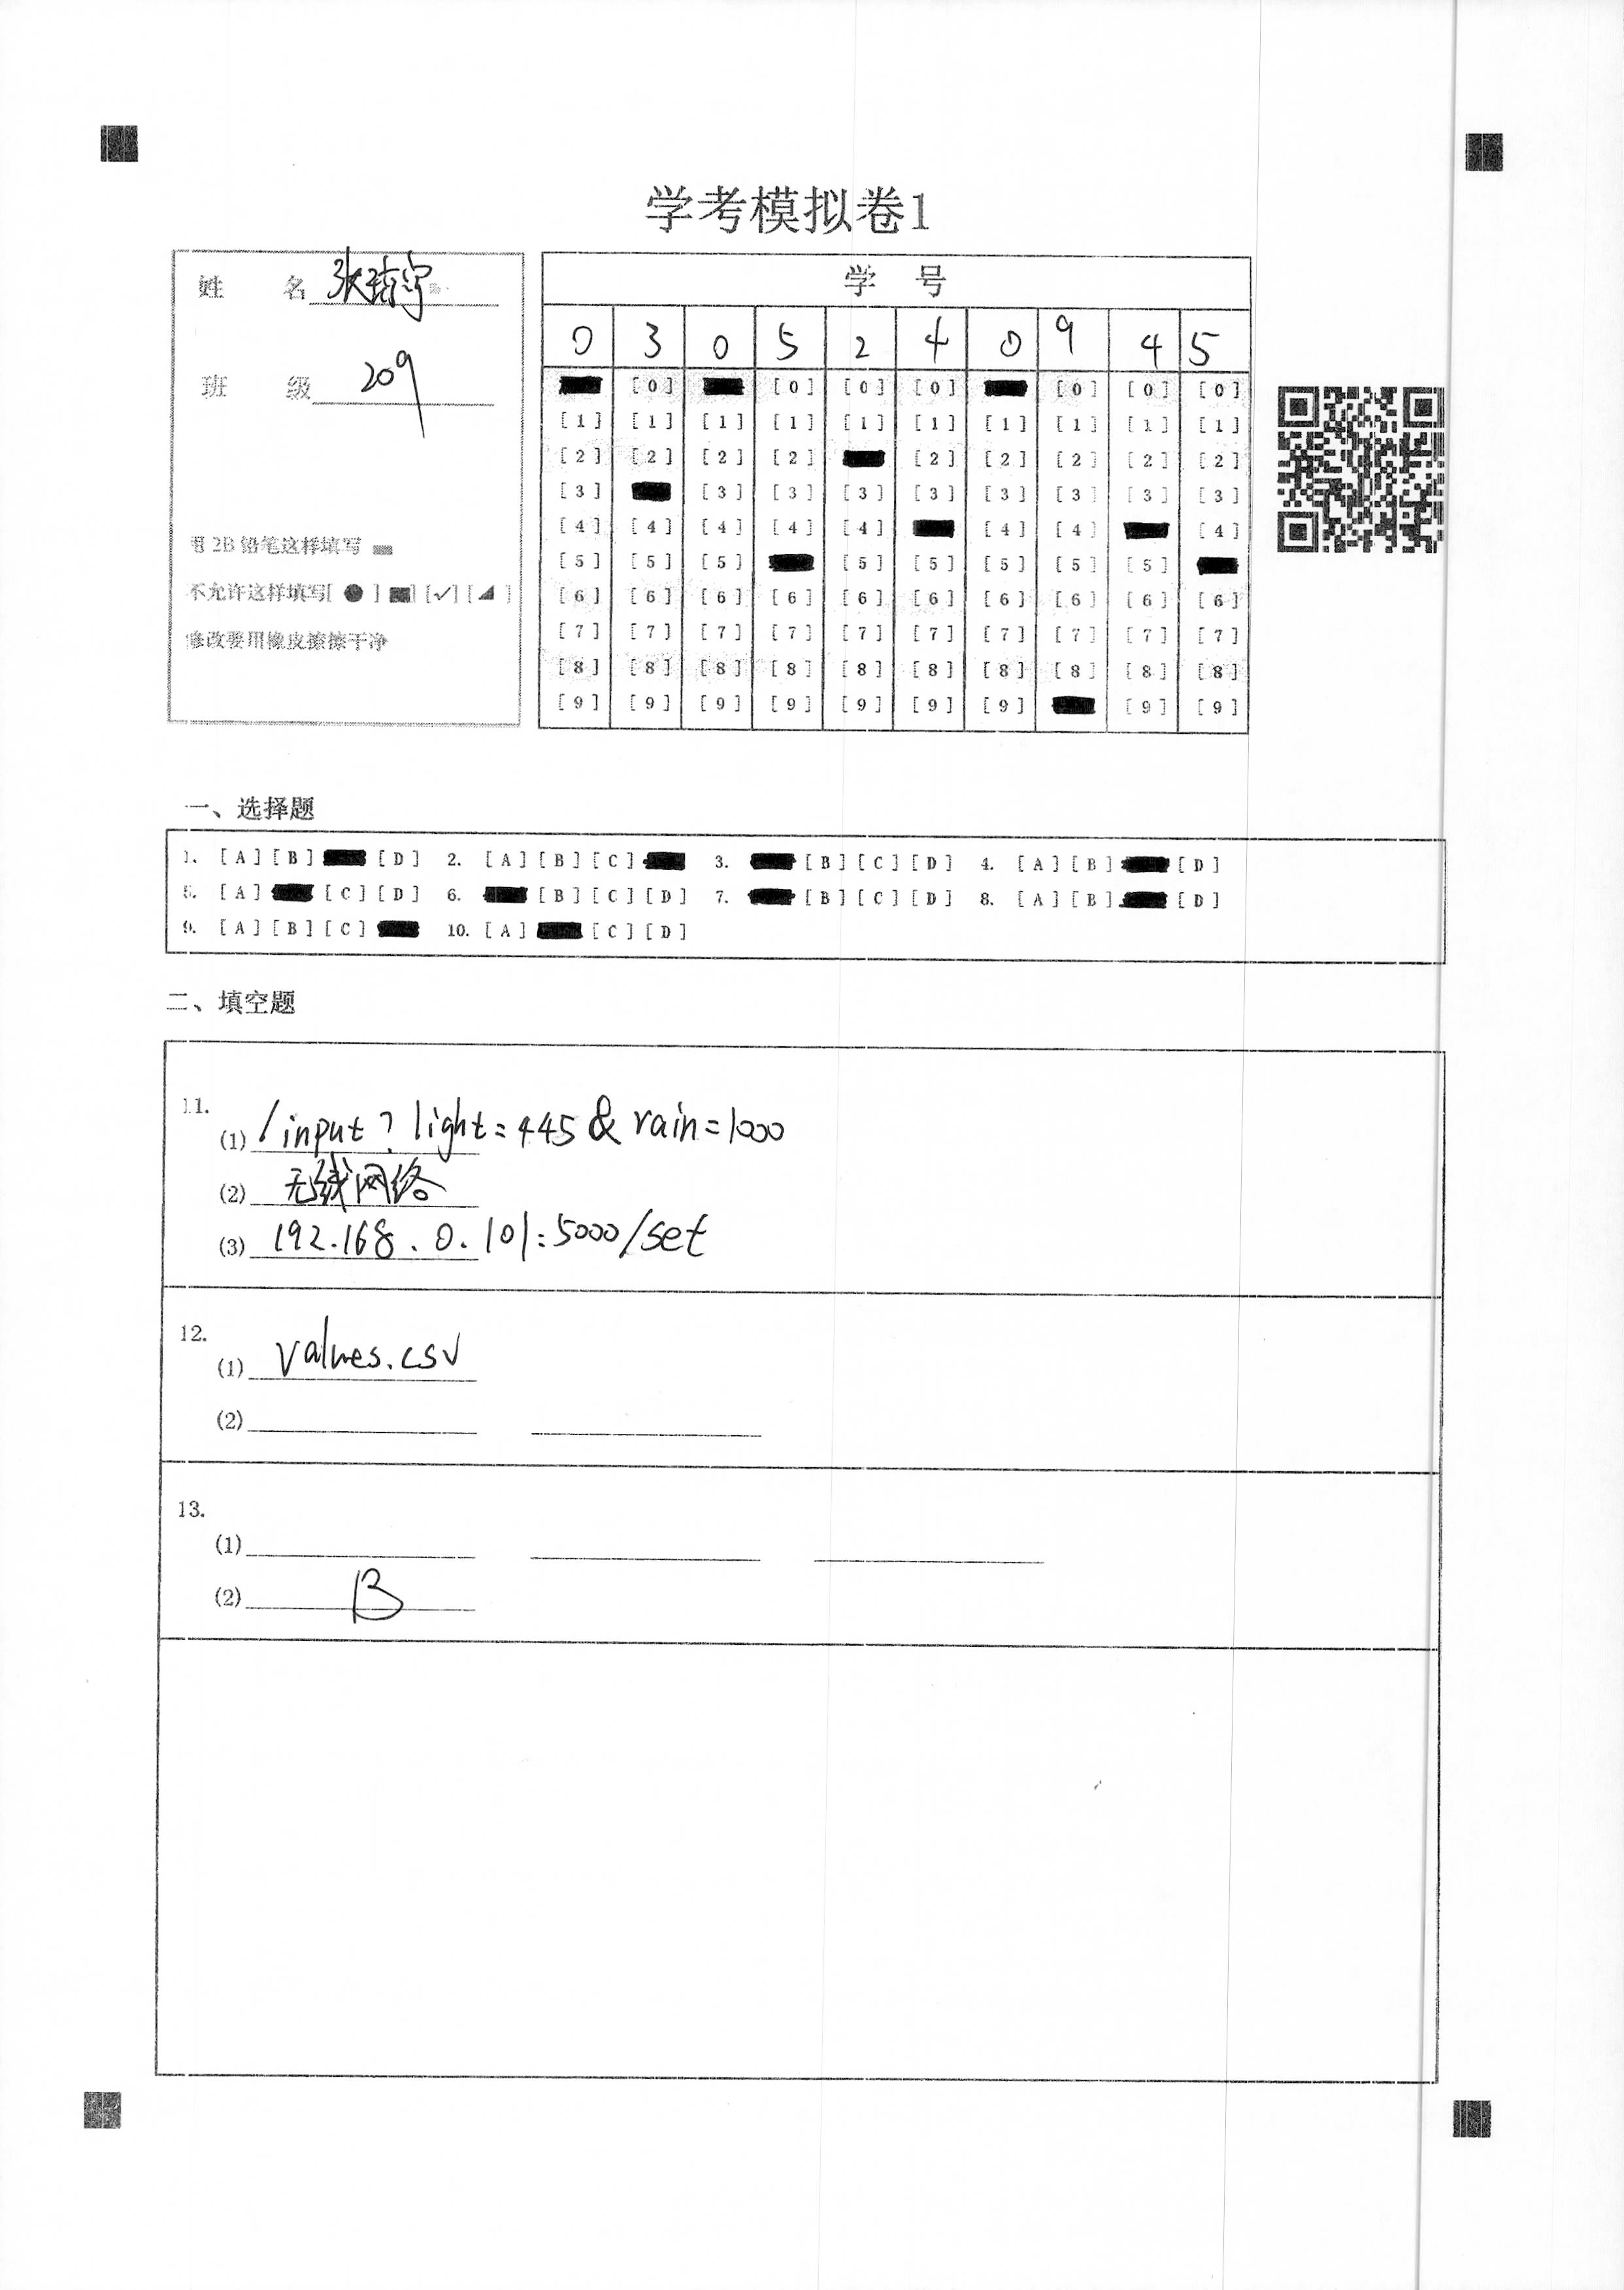 学考模拟卷1
姓 名 张 宇
班 级 209
用 2B 铅笔这样填写
不允许这样填写[ ● ] [✓] [ ◢ ]
修改要用橡皮擦擦干净
学 号
0 3 0 5 2 4 0 9 4 5
[0] [0] [0] [0] [0] [0] [0]
[1] [1] [1] [1] [1] [1] [1] [1] [1] [1]
[2] [2] [2] [2] [2] [2] [2] [2] [2]
[3] [3] [3] [3] [3] [3] [3] [3] [3]
[4] [4] [4] [4] [4] [4] [4] [4]
[5] [5] [5] [5] [5] [5] [5] [5]
[6] [6] [6] [6] [6] [6] [6] [6] [6] [6]
[7] [7] [7] [7] [7] [7] [7] [7] [7] [7]
[8] [8] [8] [8] [8] [8] [8] [8] [8] [8]
[9] [9] [9] [9] [9] [9] [9] [9] [9]
一、选择题
1. [A] [B] [D] 2. [A] [B] [C] 3. [B] [C] [D] 4. [A] [B] [D]
5. [A] [C] [D] 6. [B] [C] [D] 7. [B] [C] [D] 8. [A] [B] [D]
9. [A] [B] [C] 10. [A] [C] [D]
二、填空题
11.
(1) /input?light=445&rain=1000
(2) 无线网络
(3) 192.168.0.101:5000/set
12.
(1) values.csv
(2)
13.
(1)
(2) B